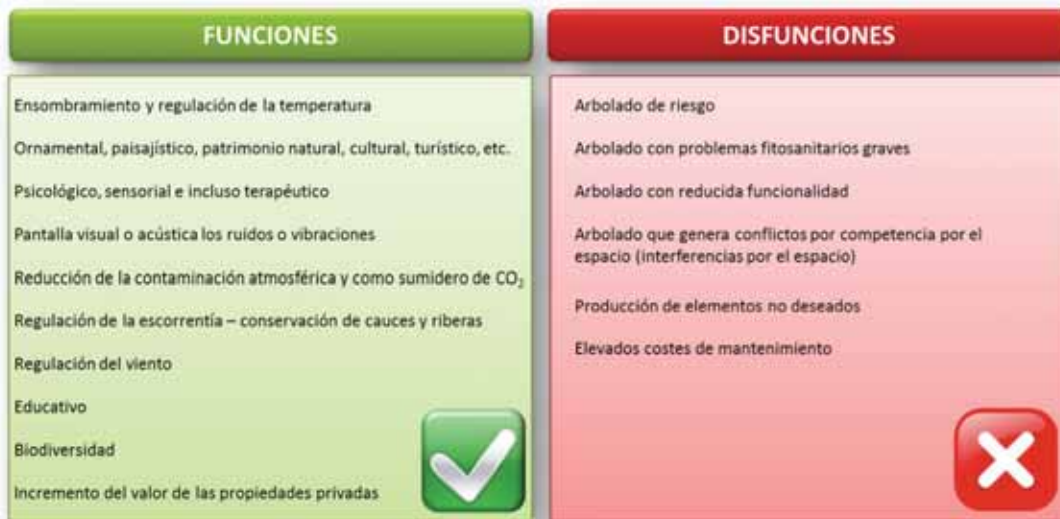 FUNCIONES
Ensombramiento y regulación de la temperatura
Ornamental, paisajístico, patrimonio natural, cultural, turístico, etc.
Psicológico, sensorial e incluso terapéutico
Pantalla visual o acústica los ruidos o vibraciones
Reducción de la contaminación atmosférica y como sumidero de CO₂
Regulación de la escorrentía – conservación de cauces y riberas
Regulación del viento
Educativo
Biodiversidad
Incremento del valor de las propiedades privadas
DISFUNCIONES
Arbolado de riesgo
Arbolado con problemas fitosanitarios graves
Arbolado con reducida funcionalidad
Arbolado que genera conflictos por competencia por el
espacio (interferencias por el espacio)
Producción de elementos no deseados
Elevados costes de mantenimiento